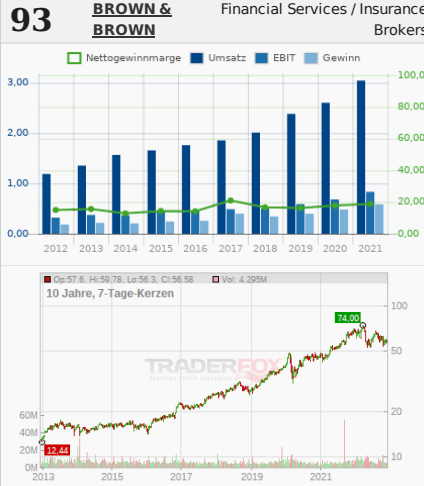 93
BROWN &
BROWN
Financial Services / Insurance
Brokers
Nettogewinnmarge Umsatz EBIT Gewinn
3,00
2,00
1,00
0,00
100,0
80,00
60,00
40,00
20,00
0,00
2012 2013 2014 2015 2016 2017 2018 2019 2020 2021
Op:57.6, Hi:59.78, Lo:56.3, Cl:56.58 Vol: 4.295M
10 Jahre, 7-Tage-Kerzen
74,00
TRADERFOX
12,44
100
50
20
10
60M
40M
20M
0M
2013 2015 2017 2019 2021